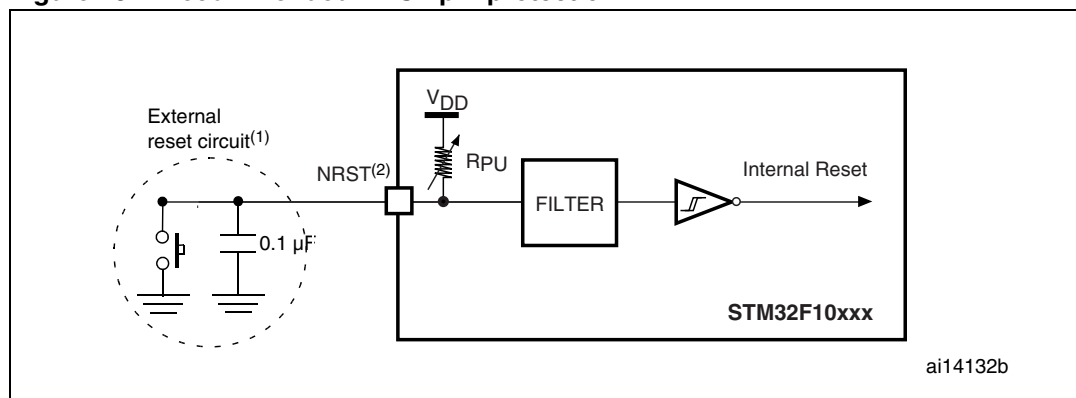 External
reset circuit(1)
VDD
NRST(2)
RPU
FILTER
Internal Reset
0.1 µF
STM32F10xxx
ai14132b